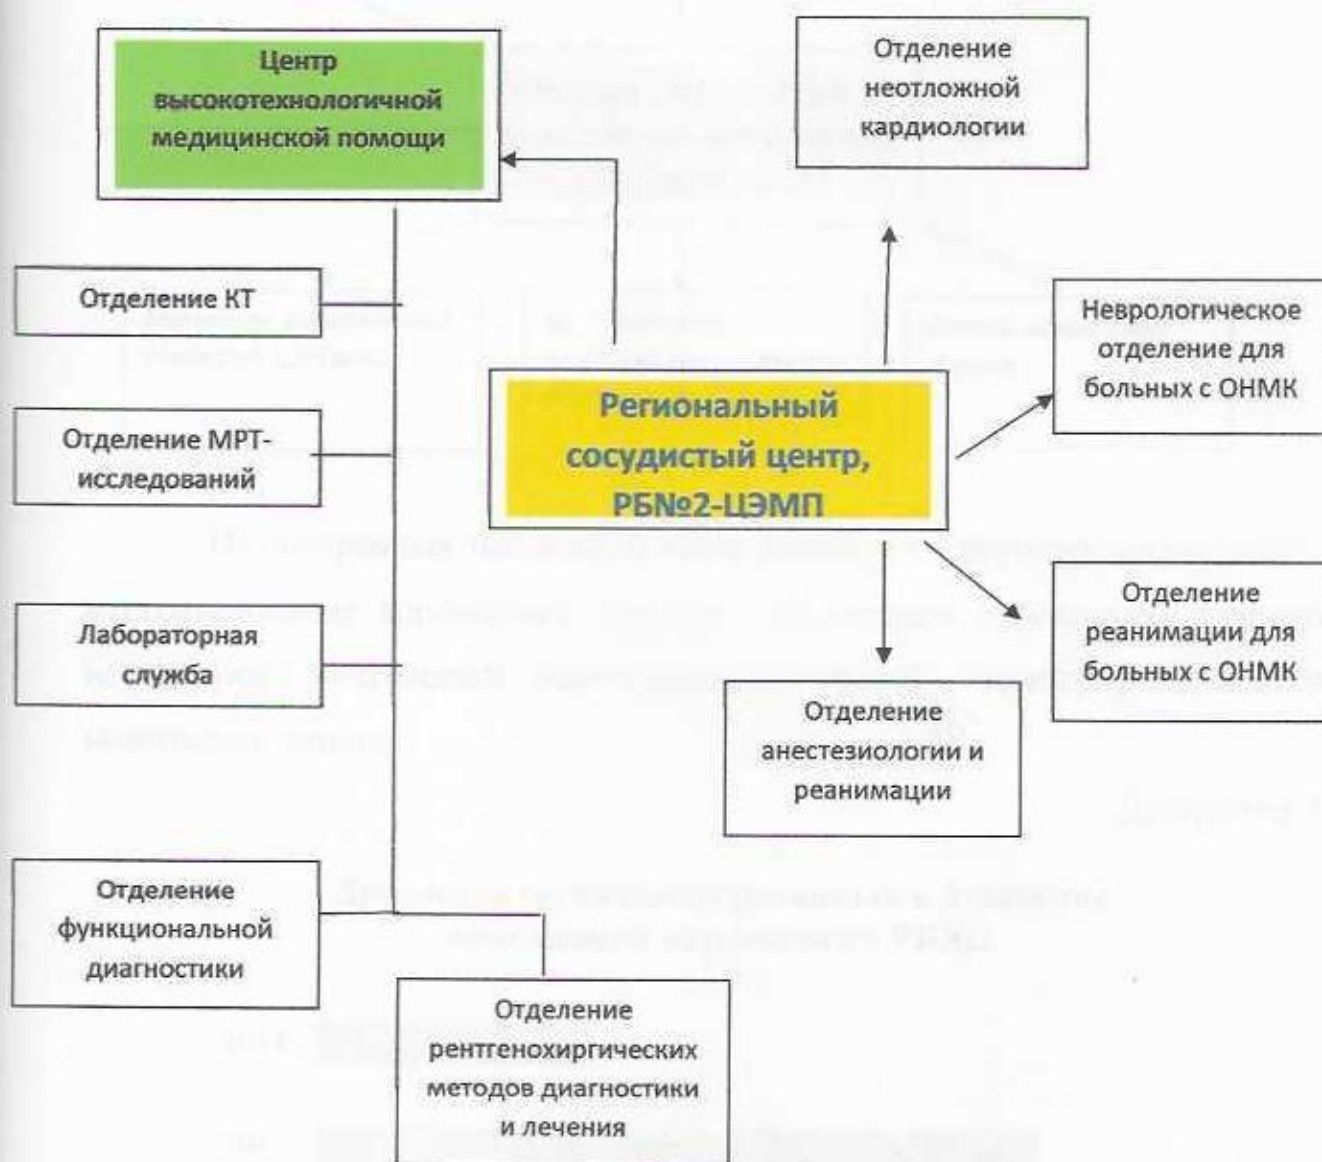 Центр
высокотехнологичной
медицинской помощи
Отделение
неотложной
кардиологии
Отделение КТ
Неврологическое
отделение для
больных с ОНМК
Отделение МРТ-
исследований
Региональный
сосудистый центр,
РБ№2-ЦЭМП
Лабораторная
служба
Отделение
реанимации для
больных с ОНМК
Отделение
анестезиологии и
реанимации
Отделение
функциональной
диагностики
Отделение
рентгенохиргических
методов диагностики
и лечения